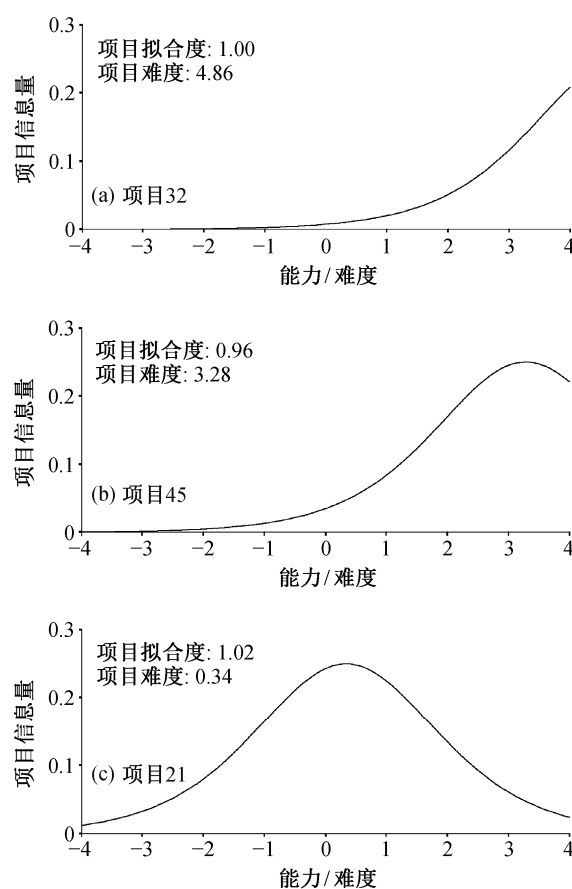 0.3
项目拟合度: 1.00
项目难度: 4.86
0.2
项目信息量
0.1
(a) 项目32
0
−4 −3 −2 −1 0 1 2 3 4
能力/难度
0.3
项目拟合度: 0.96
项目难度: 3.28
0.2
项目信息量
0.1
(b) 项目45
0
−4 −3 −2 −1 0 1 2 3 4
能力/难度
0.3
项目拟合度: 1.02
项目难度: 0.34
0.2
项目信息量
0.1
(c) 项目21
0
−4 −3 −2 −1 0 1 2 3 4
能力/难度